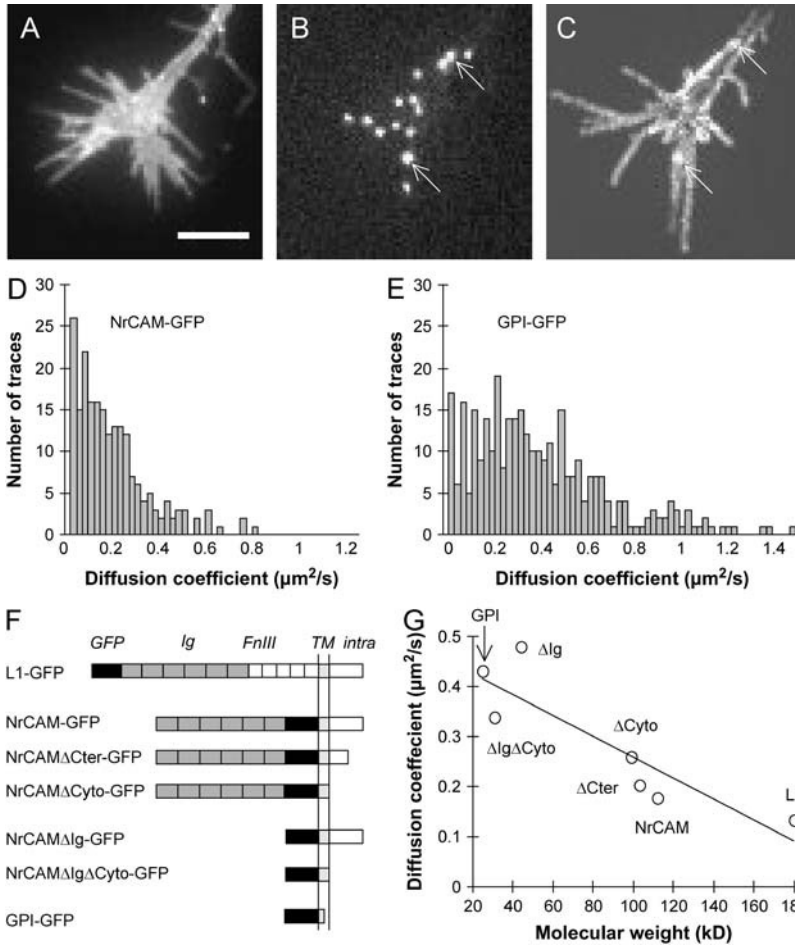 A
B
C
D
NrCAM-GFP
Number of traces
30
25
20
15
10
5
0
0 0.2 0.4 0.6 0.8 1 1.2
Diffusion coefficient (µm²/s)
E
GPI-GFP
Number of traces
30
25
20
15
10
5
0
0 0.2 0.4 0.6 0.8 1 1.2 1.4
Diffusion coefficient (µm²/s)
F
GFP Ig FnIII TM intra
L1-GFP
NrCAM-GFP
NrCAMΔCter-GFP
NrCAMΔCyto-GFP
NrCAMΔIg-GFP
NrCAMΔIgΔCyto-GFP
GPI-GFP
G
Diffusion coeffecient (µm²/s)
0.5
0.4
0.3
0.2
0.1
0
GPI
ΔIg
ΔIgΔCyto
ΔCyto
ΔCter
NrCAM
L
20 40 60 80 100 120 140 160 18
Molecular weight (kD)